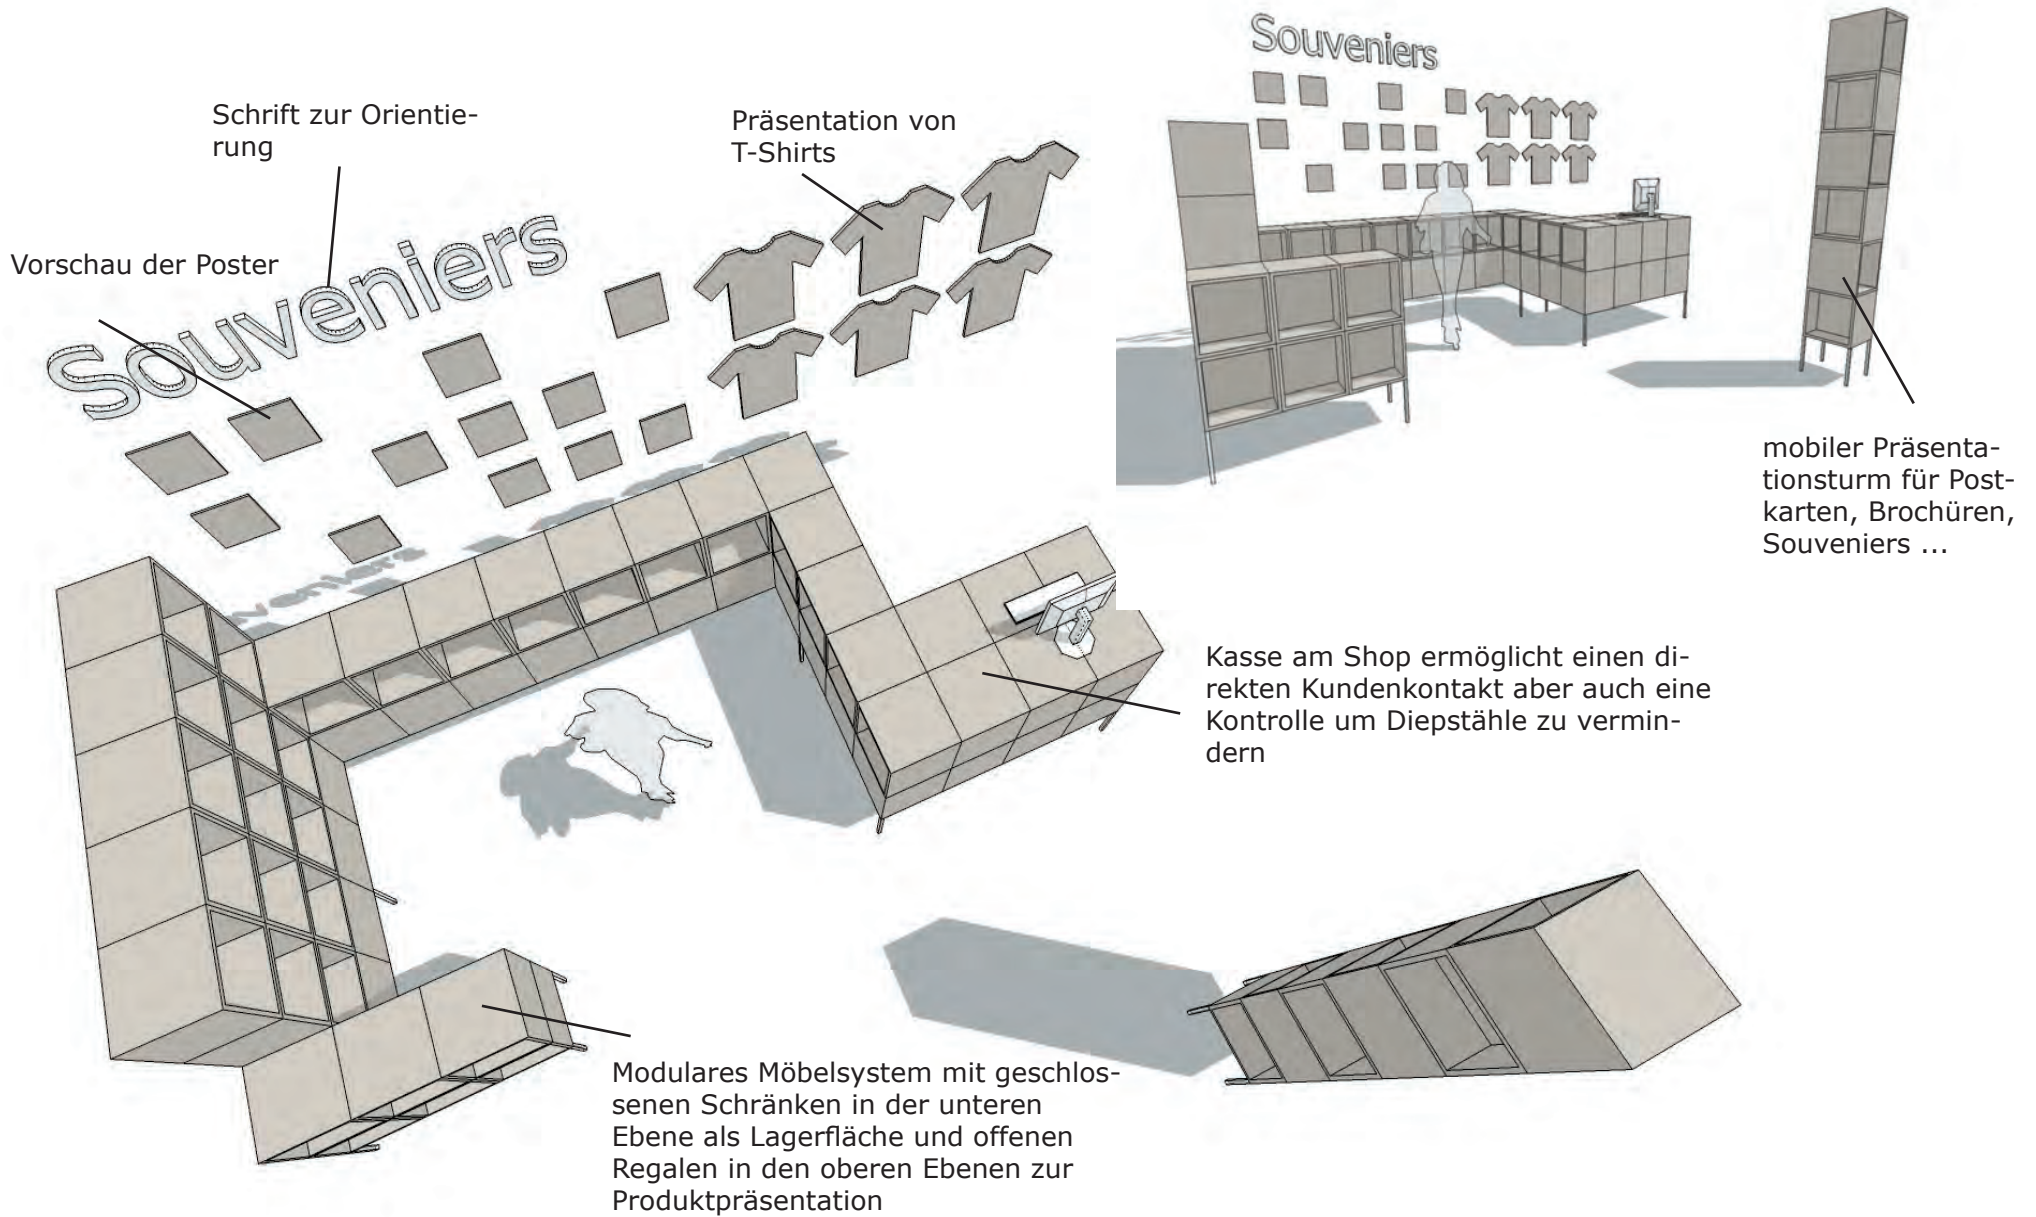 Souveniers
Schrift zur Orientie-
rung
Präsentation von
T-Shirts
Vorschau der Poster
Souveniers
mobiler Präsenta-
tionsturm für Post-
karten, Brochüren,
Souveniers ...
Kasse am Shop ermöglicht einen di-
rekten Kundenkontakt aber auch eine
Kontrolle um Diepstähle zu vermin-
dern
Modulares Möbelsystem mit geschlos-
senen Schränken in der unteren
Ebene als Lagerfläche und offenen
Regalen in den oberen Ebenen zur
Produktpräsentation